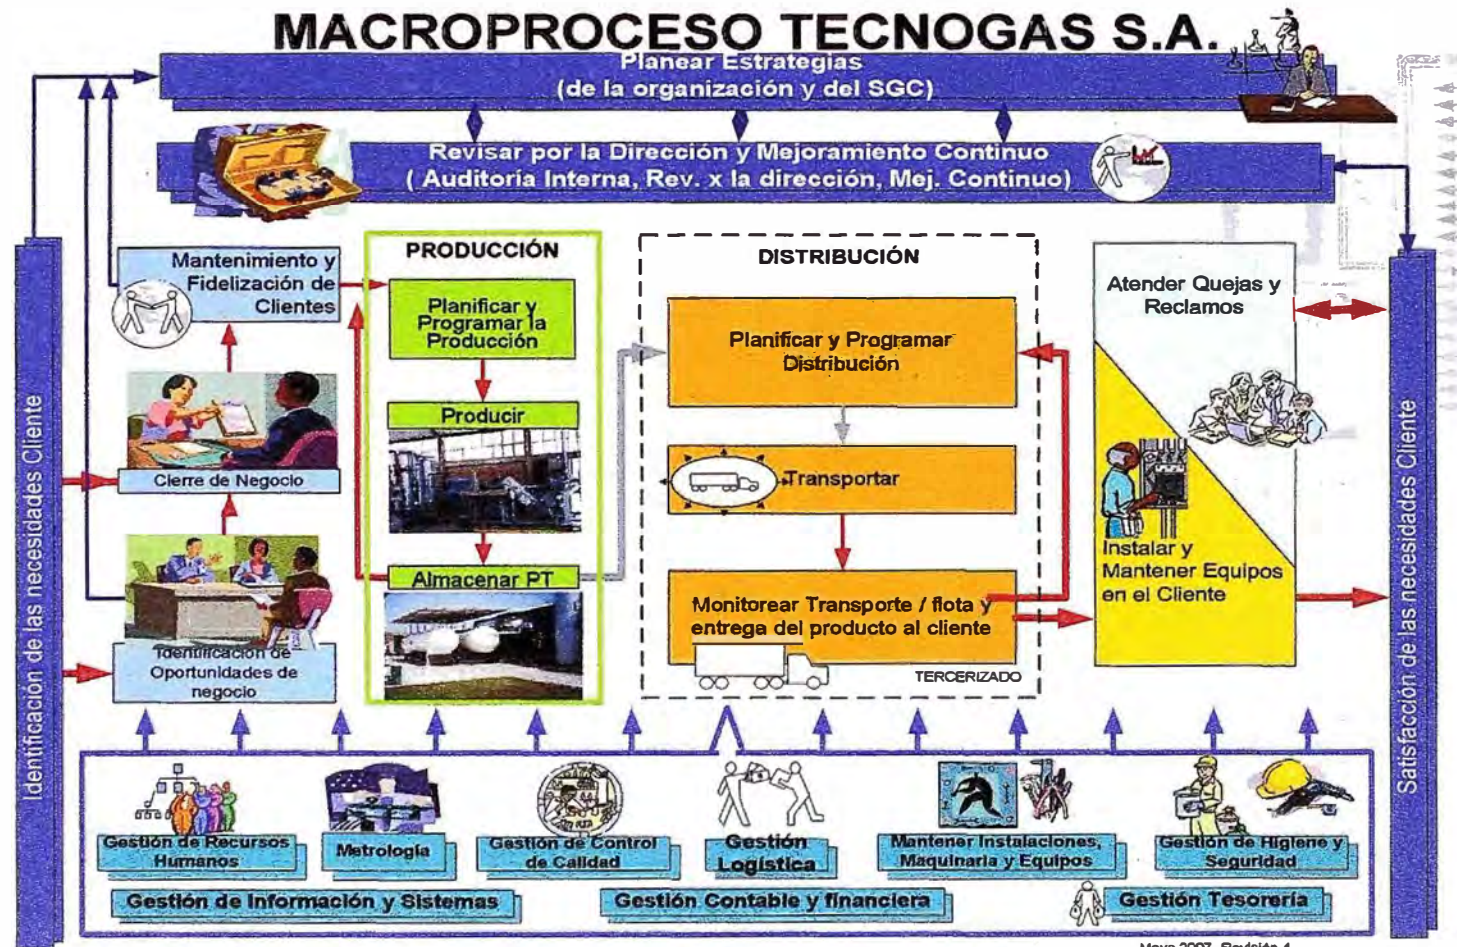 MACROPROCESO TECNOGAS S.A.
Planear Estrategias
(de la organización y del SGC)
Revisar por la Dirección y Mejoramiento Continuo
( Auditoría Interna, Rev. x la dirección, Mej. Continuo)
Identificación de las necesidades Cliente
Mantenimiento y
Fidelización de
Clientes
Cierre de Negocio
Identificación de
Oportunidades de
negocio
PRODUCCIÓN
Planificar y
Programar la
Producción
Producir
Almacenar PT
DISTRIBUCIÓN
Planificar y Programar
Distribución
Transportar
Monitorear Transporte / flota y
entrega del producto al cliente
TERCERIZADO
Atender Quejas y
Reclamos
Instalar y
Mantener Equipos
en el Cliente
Satisfacción de las necesidades Cliente
Gestión de Recursos
Humanos
Metrología
Gestión de Control
de Calidad
Gestión
Logística
Mantener Instalaciones,
Maquinaria y Equipos
Gestión de Higiene y
Seguridad
Gestión de Información y Sistemas
Gestión Contable y financiera
Gestión Tesorería
Mayo 2007 Revisión 4